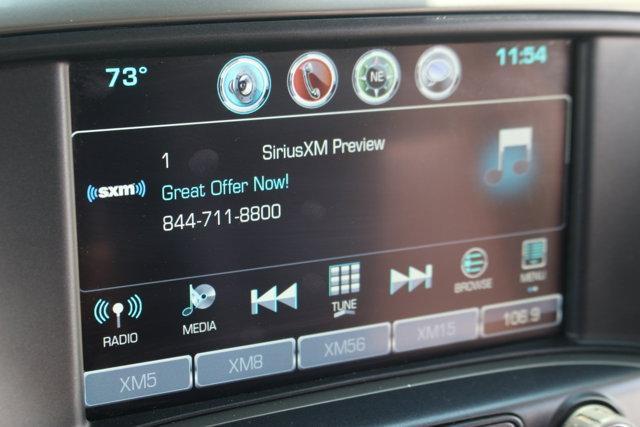 73° NE 11:54
1 SiriusXM Preview
((sxm)) Great Offer Now!
844-711-8800
RADIO MEDIA TUNE BROWSE MENU
XM5 XM8 XM56 XM15 106.9